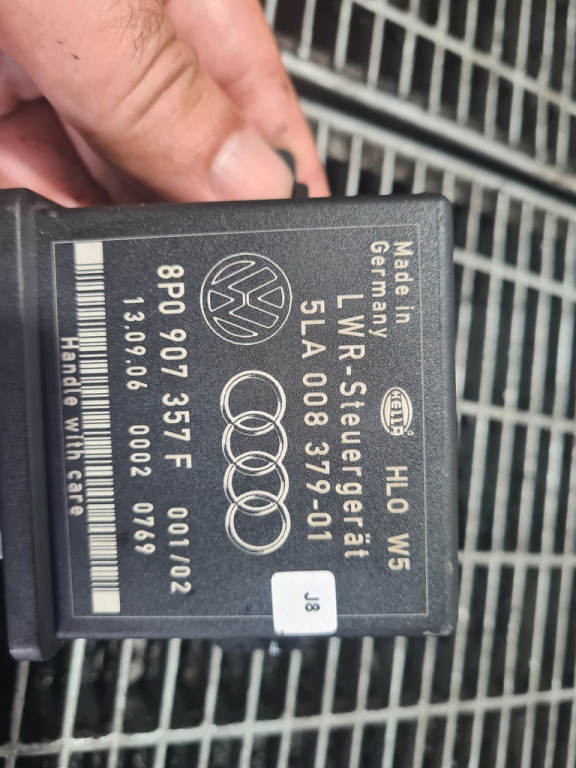 Made in
Germany
HELLA
HLO W5
LWR-Steuergerät
5LA 008 379-01
J8
VW
8P0 907 357 F 001/02
13.09.06 0002 0769
Handle with care